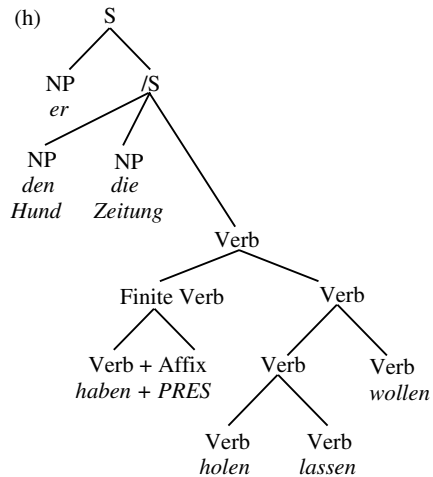 (h) S
NP /S
er
NP NP
den die
Hund Zeitung
Verb
Finite Verb Verb
Verb + Affix Verb Verb
haben + PRES wollen
Verb Verb
holen lassen